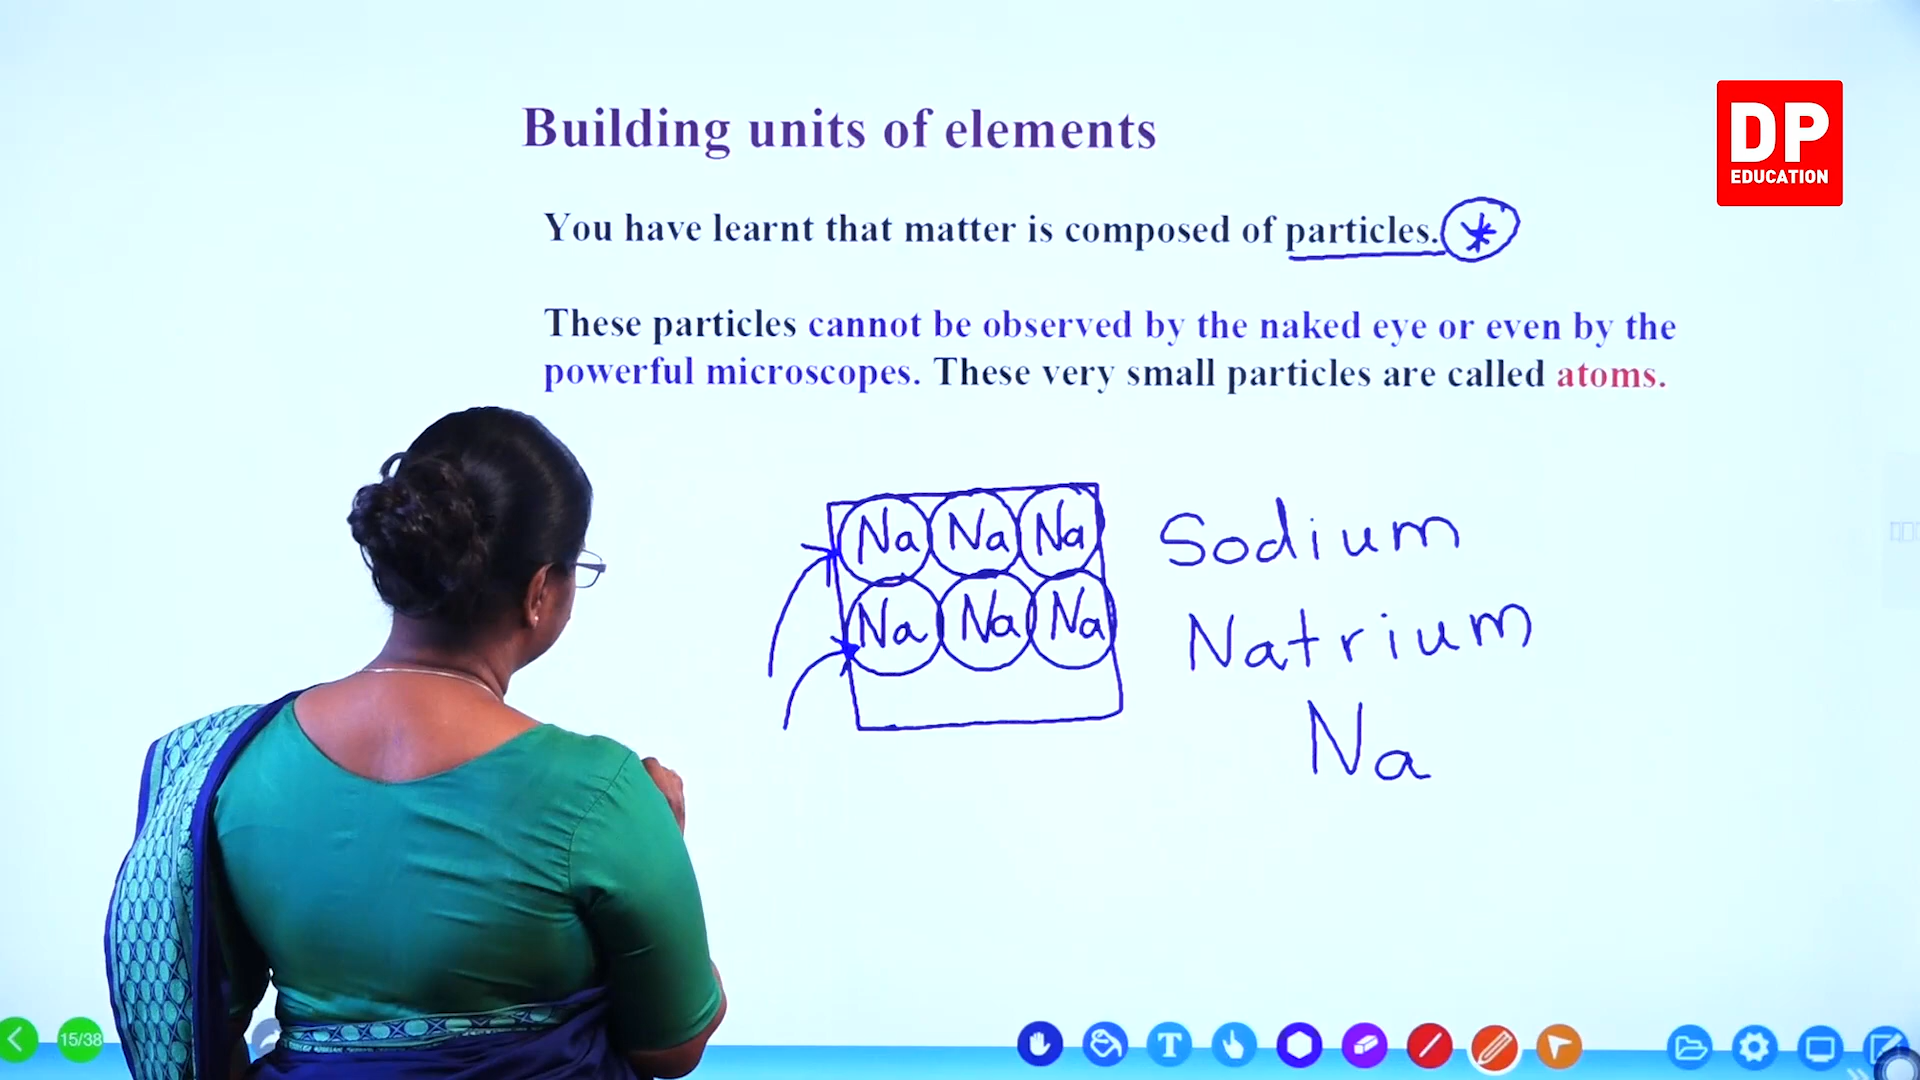 DP
EDUCATION
Building units of elements
You have learnt that matter is composed of particles. *
These particles cannot be observed by the naked eye or even by the
powerful microscopes. These very small particles are called atoms.
Na Na Na
Sodium
Na Na Na
Natrium
Na
15/38
T